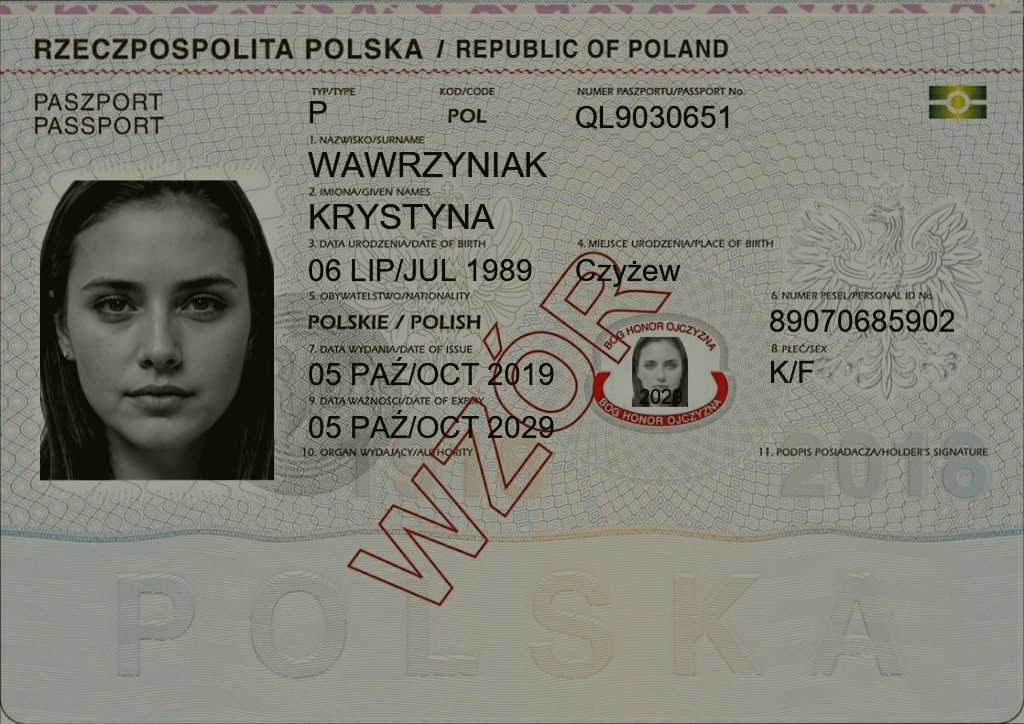 RZECZPOSPOLITA POLSKA / REPUBLIC OF POLAND
PASZPORT
PASSPORT
TYP/TYPE
P
KOD/CODE
POL
NUMER PASZPORTU/PASSPORT No.
QL9030651
1. NAZWISKO/SURNAME
WAWRZYNIAK
2. IMIONA/GIVEN NAMES
KRYSTYNA
3. DATA URODZENIA/DATE OF BIRTH
06 LIP/JUL 1989
4. MIEJSCE URODZENIA/PLACE OF BIRTH
Czyżew
5. OBYWATELSTWO/NATIONALITY
POLSKIE / POLISH
6. NUMER PESEL/PERSONAL ID No.
89070685902
7. DATA WYDANIA/DATE OF ISSUE
05 PAŹ/OCT 2019
8. PŁEĆ/SEX
K/F
9. DATA WAŻNOŚCI/DATE OF EXPIRY
05 PAŹ/OCT 2029
10. ORGAN WYDAJĄCY/AUTHORITY
11. PODPIS POSIADACZA/HOLDER'S SIGNATURE
BÓG HONOR OJCZYZNA
2029
BÓG HONOR OJCZYZNA
WZÓR
2018
POLSKA